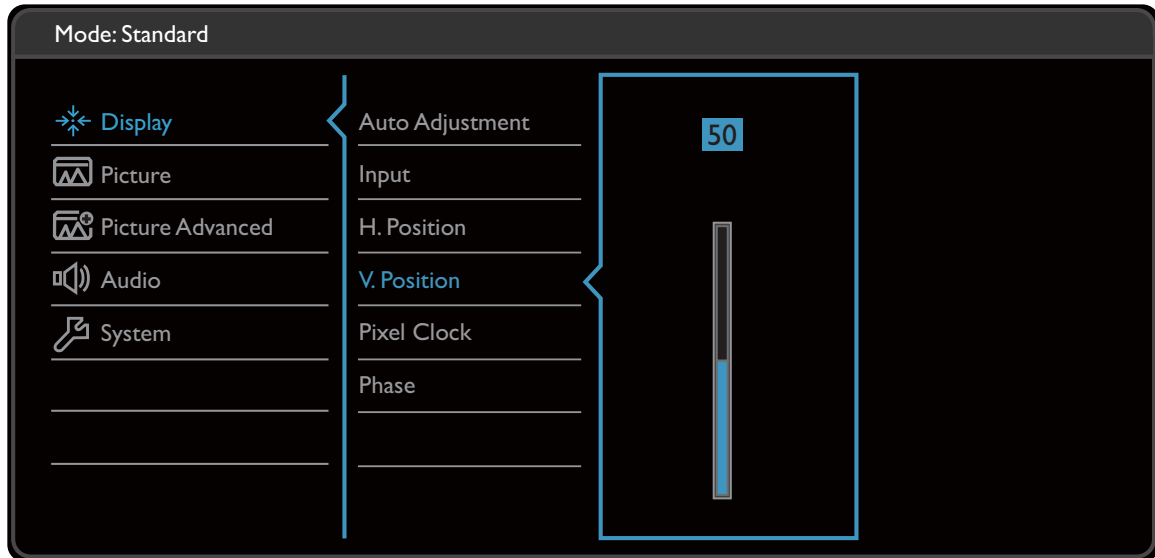 Mode: Standard
Display
Picture
Picture Advanced
Audio
System
Auto Adjustment
Input
H. Position
V. Position
Pixel Clock
Phase
50